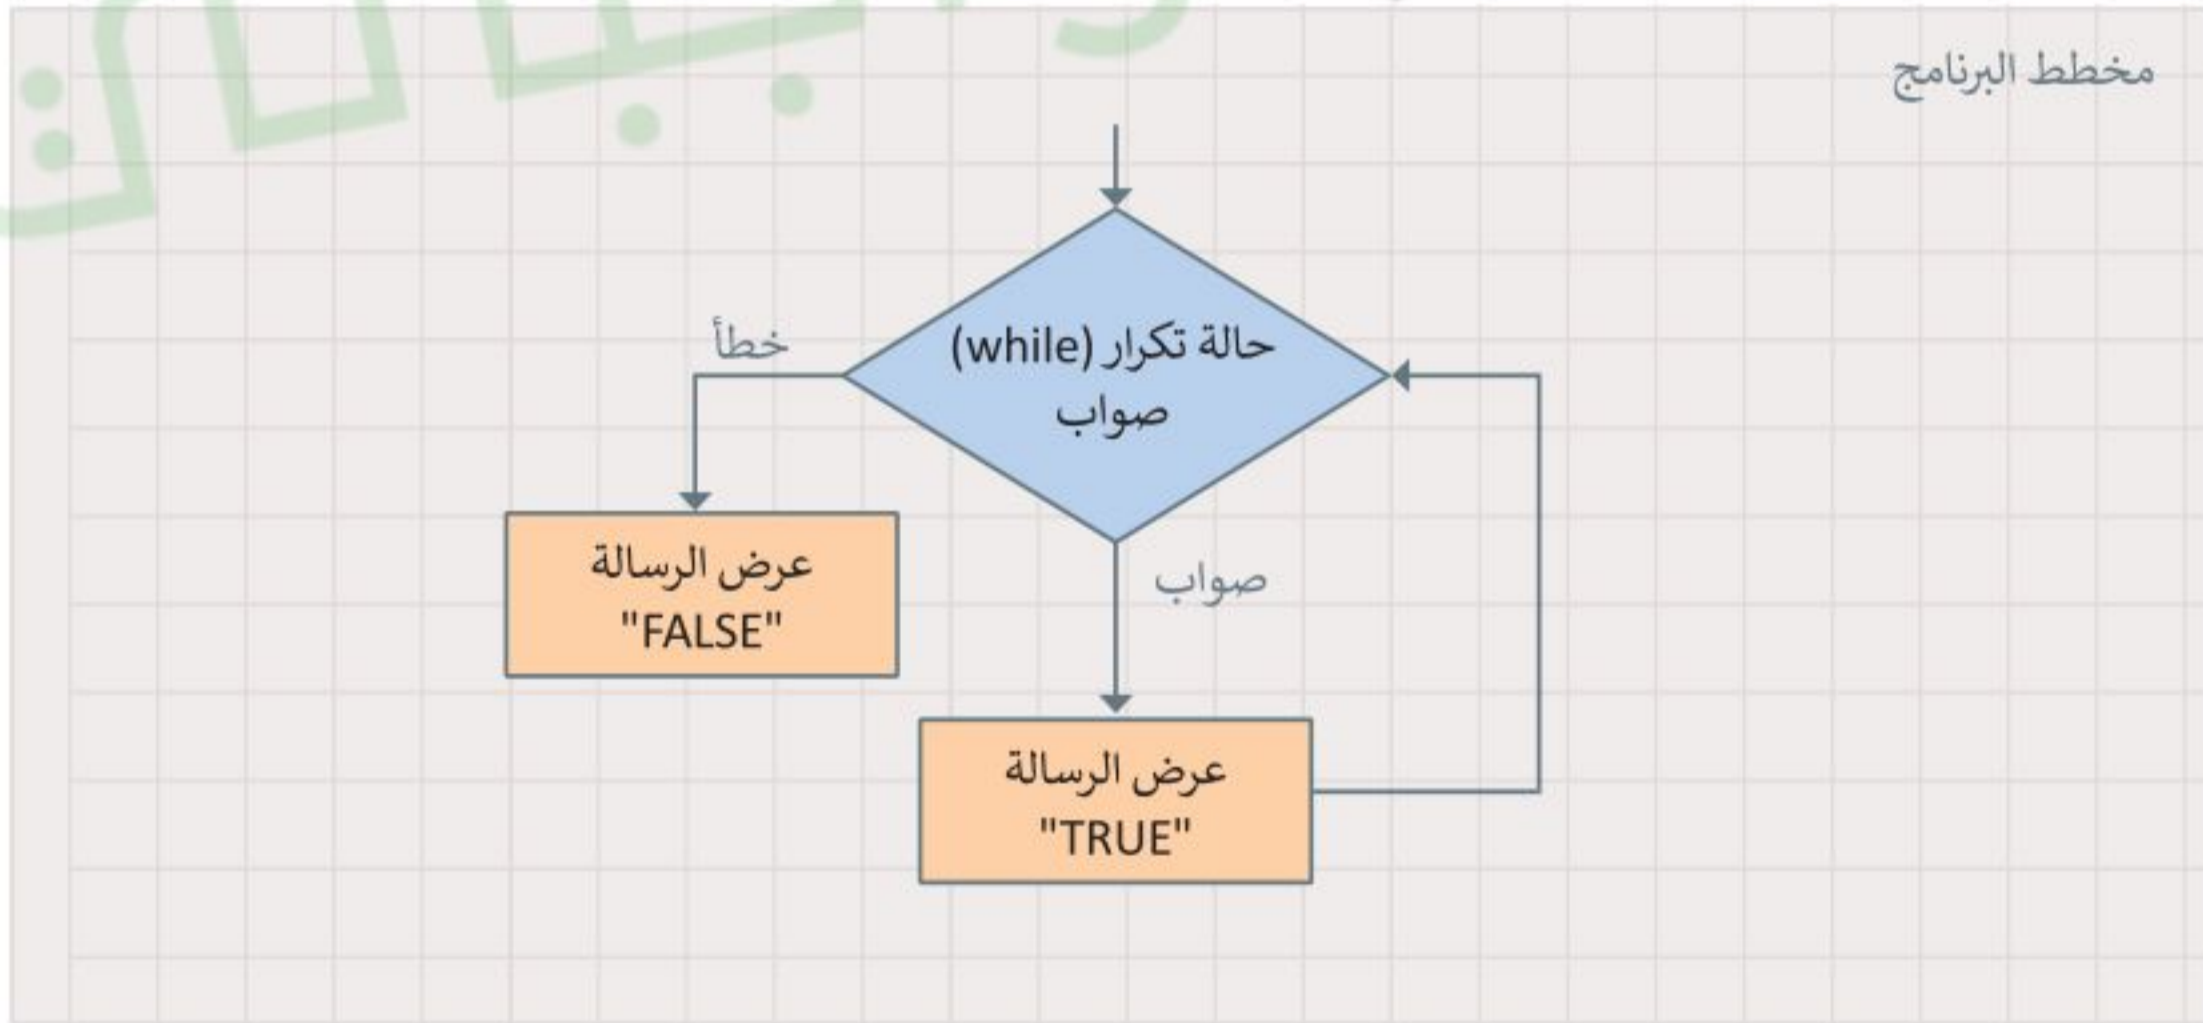 مخطط البرنامج
حالة تكرار (while)
صواب
خطأ
عرض الرسالة
"FALSE"
صواب
عرض الرسالة
"TRUE"